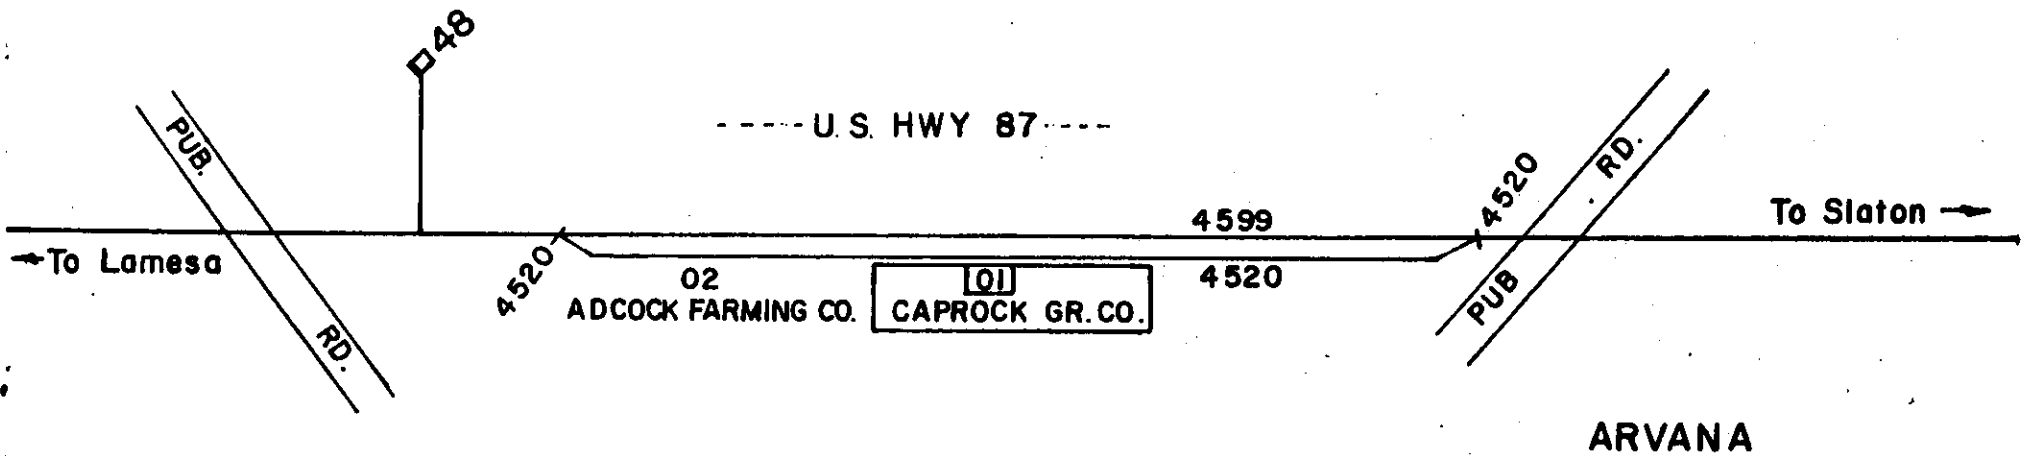 48
PUB.
RD.
U. S. HWY 87
4520
RD.
PUB
4599
To Slaton
To Lamesa
4520
02
ADCOCK FARMING CO.
01
CAPROCK GR. CO.
4520
ARVANA